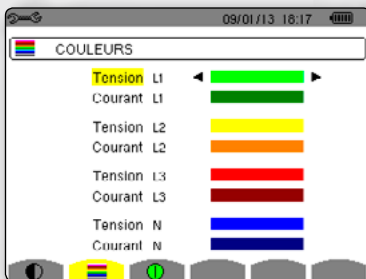 09/01/13 18:17
COULEURS
Tension L1
Courant L1
Tension L2
Courant L2
Tension L3
Courant L3
Tension N
Courant N